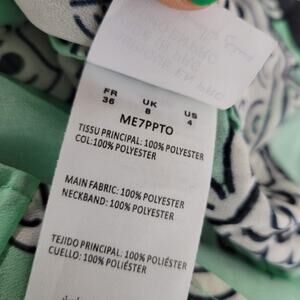 FR UK US
36 8 4
ME7PPTO
TISSU PRINCIPAL: 100% POLYESTER
COL:100% POLYESTER
MAIN FABRIC: 100% POLYESTER
NECKBAND: 100% POLYESTER
TEJIDO PRINCIPAL: 100% POLIÉSTER
CUELLO: 100% POLIÉSTER